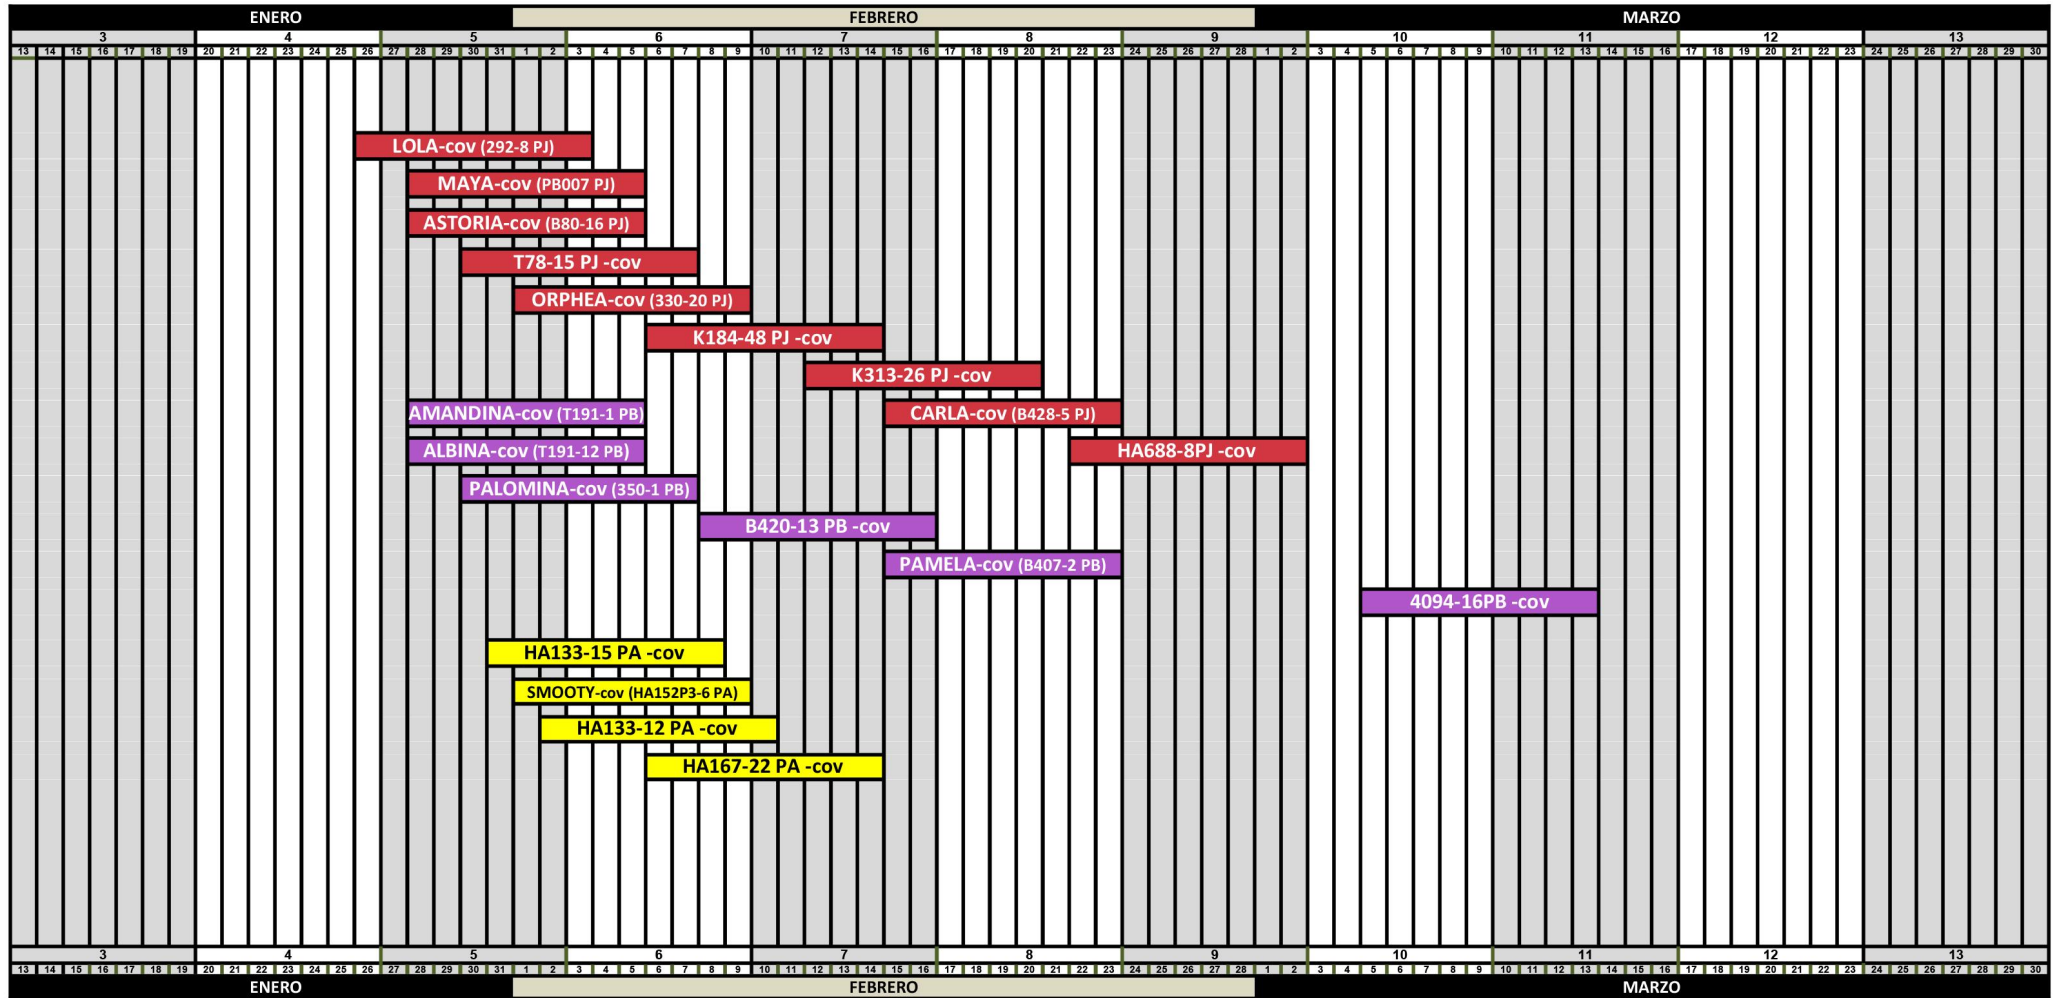 ENERO FEBRERO MARZO
3 4 5 6 7 8 9 10 11 12 13
13 14 15 16 17 18 19 20 21 22 23 24 25 26 27 28 29 30 31 1 2 3 4 5 6 7 8 9 10 11 12 13 14 15 16 17 18 19 20 21 22 23 24 25 26 27 28 1 2 3 4 5 6 7 8 9 10 11 12 13 14 15 16 17 18 19 20 21 22 23 24 25 26 27 28 29 30
LOLA-cov (292-8 PJ)
MAYA-cov (PB007 PJ)
ASTORIA-cov (B80-16 PJ)
T78-15 PJ -cov
ORPHEA-cov (330-20 PJ)
K184-48 PJ -cov
K313-26 PJ -cov
AMANDINA-cov (T191-1 PB) CARLA-cov (B428-5 PJ)
ALBINA-cov (T191-12 PB) HA688-8PJ -cov
PALOMINA-cov (350-1 PB)
B420-13 PB -cov
PAMELA-cov (B407-2 PB)
4094-16PB -cov
HA133-15 PA -cov
SMOOTY-cov (HA152P3-6 PA)
HA133-12 PA -cov
HA167-22 PA -cov
3 4 5 6 7 8 9 10 11 12 13
13 14 15 16 17 18 19 20 21 22 23 24 25 26 27 28 29 30 31 1 2 3 4 5 6 7 8 9 10 11 12 13 14 15 16 17 18 19 20 21 22 23 24 25 26 27 28 1 2 3 4 5 6 7 8 9 10 11 12 13 14 15 16 17 18 19 20 21 22 23 24 25 26 27 28 29 30
ENERO FEBRERO MARZO